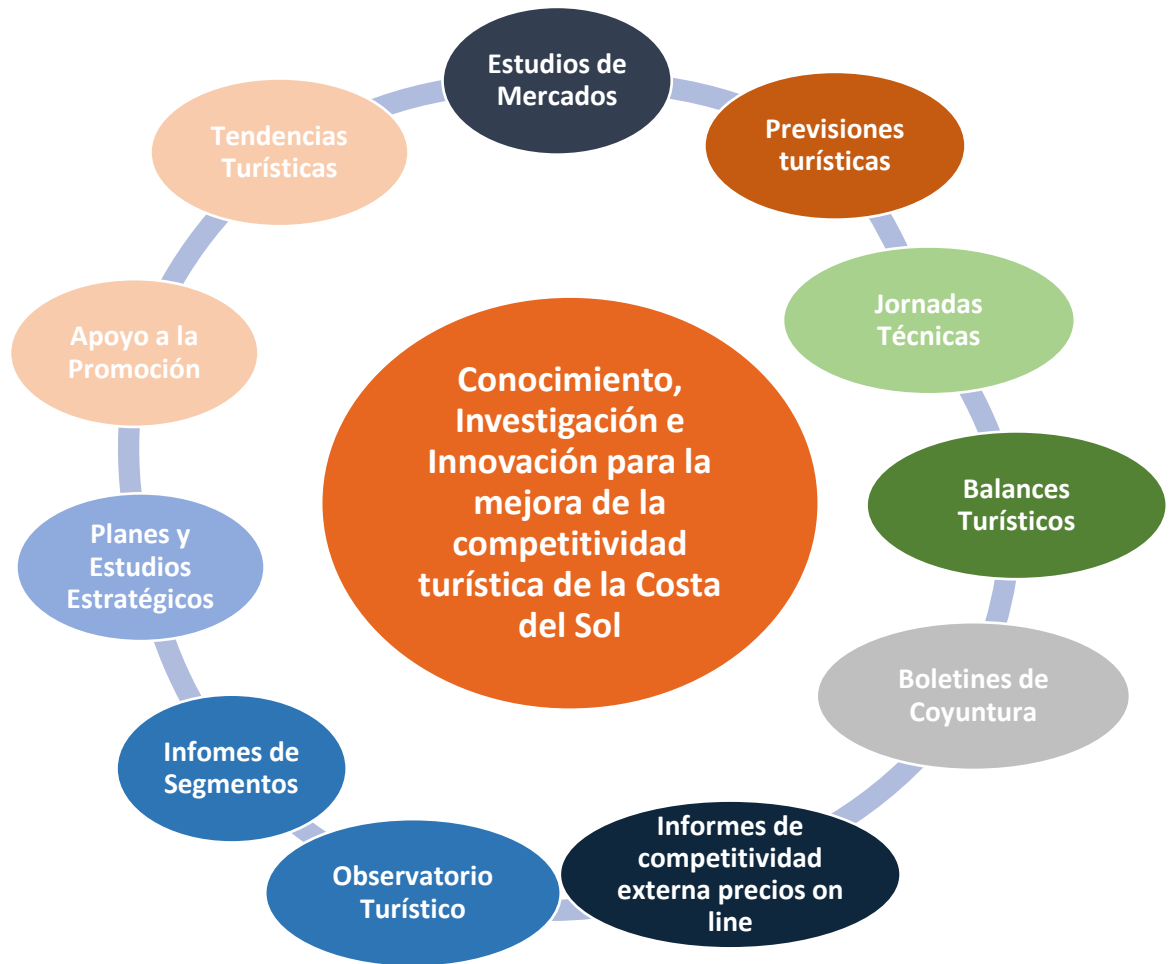 Estudios de
Mercados
Previsiones
turísticas
Jornadas
Técnicas
Balances
Turísticos
Boletines de
Coyuntura
Informes de
competitividad
externa precios on
line
Observatorio
Turístico
Infomes de
Segmentos
Planes y
Estudios
Estratégicos
Apoyo a la
Promoción
Tendencias
Turísticas
Conocimiento,
Investigación e
Innovación para la
mejora de la
competitividad
turística de la Costa
del Sol